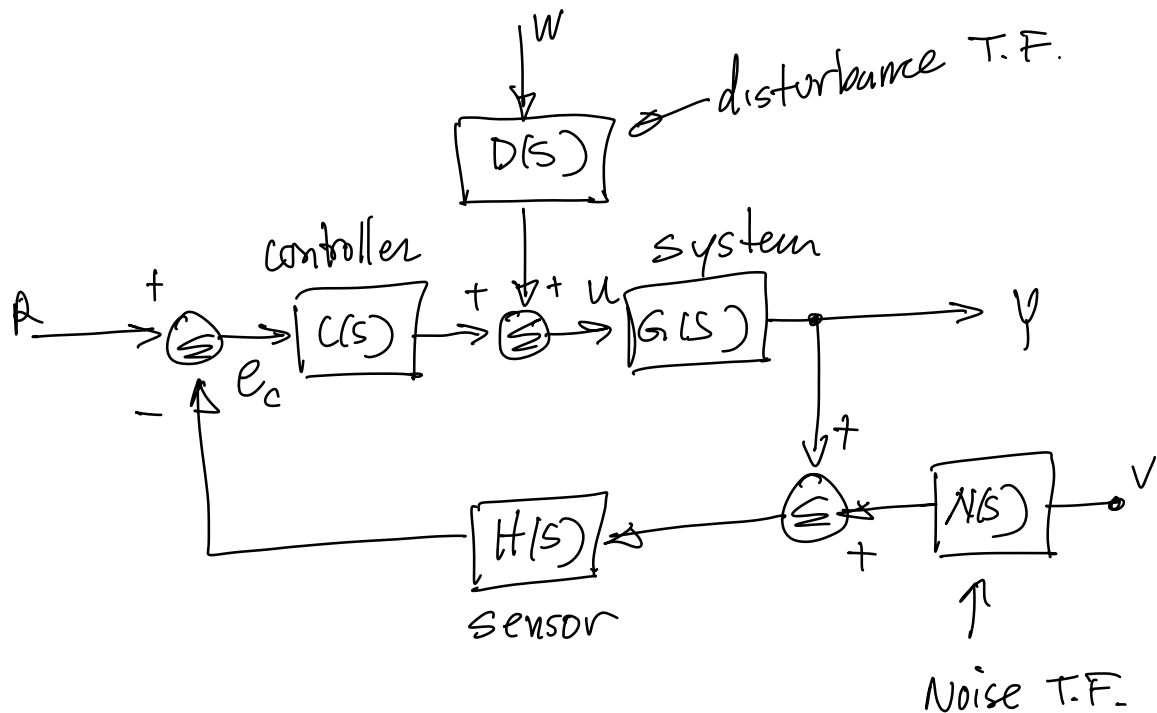 W
disturbance T.F.
D(S)
controller
system
R + C(S) + Σ + u G(S) Y
Σ
e_c
-
+
V
H(S) Σ N(S)
+
sensor
Noise T.F.